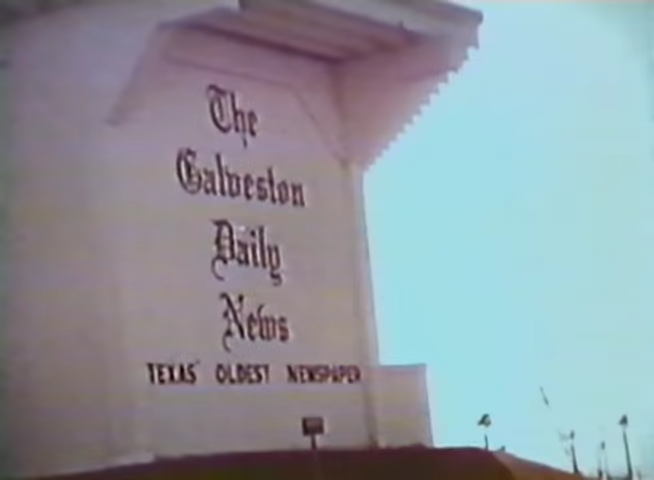 The
Galveston
Daily
News
TEXAS' OLDEST NEWSPAPER